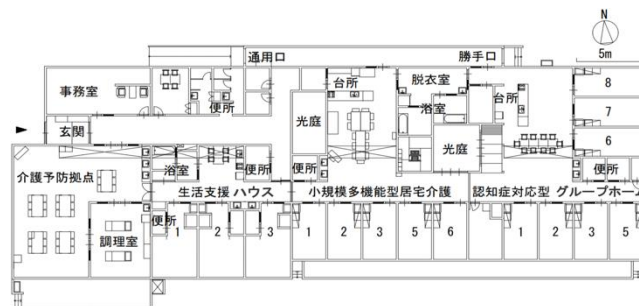 N
5m
通用口
勝手口
事務室
便所
台所
脱衣室
浴室
台所
8
7
6
光庭
光庭
畳
玄関
介護予防拠点
浴室
便所
便所
便所
生活支援 ハウス
小規模多機能型居宅介護
認知症対応型 グループホーム
調理室
便所
1
2
3
1
2
3
5
6
1
2
3
5